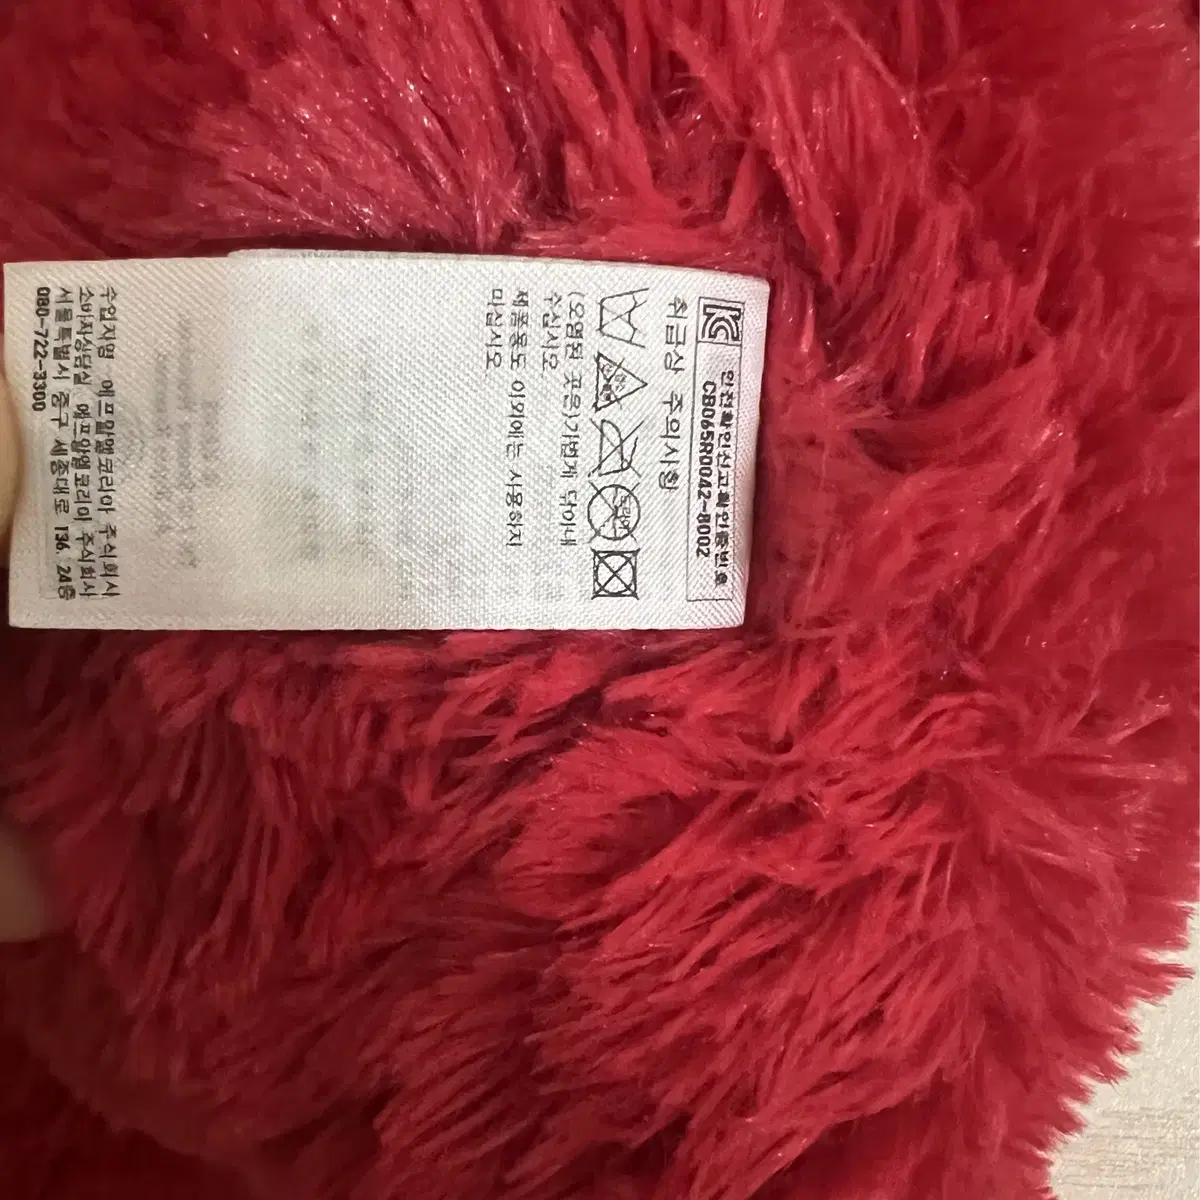 안전확인신고확인증번호
CB065R0042-8002
취급상 주의사항
(오염된 곳은)가볍게 닦아내
주십시오
제품용도 이외에는 사용하지
마십시오
수입자명 에프알엘코리아 주식회사
소비자상담실 에프알엘코리아 주식회사
서울특별시 중구 세종대로 136, 24층
080-722-3300